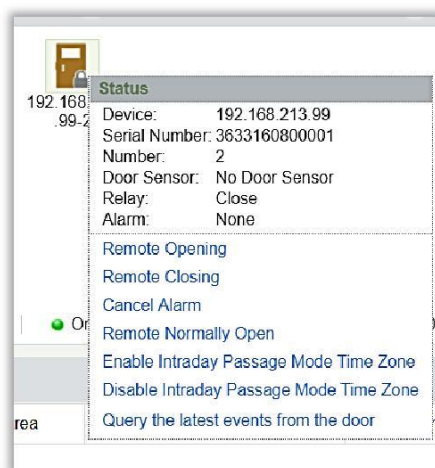 192.168
.99-2
Status
Device: 192.168.213.99
Serial Number: 3633160800001
Number: 2
Door Sensor: No Door Sensor
Relay: Close
Alarm: None
Remote Opening
Remote Closing
Cancel Alarm
Remote Normally Open
Enable Intraday Passage Mode Time Zone
Disable Intraday Passage Mode Time Zone
Query the latest events from the door